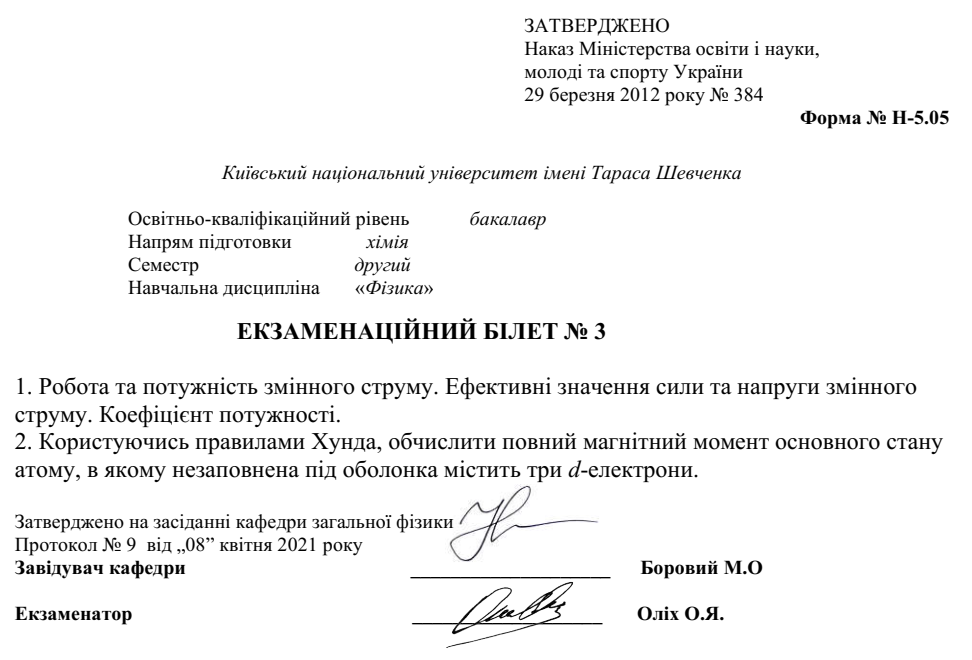 ЗАТВЕРДЖЕНО
Наказ Міністерства освіти і науки,
молоді та спорту України
29 березня 2012 року № 384
Форма № Н-5.05
Київський національний університет імені Тараса Шевченка
Освітньо-кваліфікаційний рівень бакалавр
Напрям підготовки хімія
Семестр другий
Навчальна дисципліна «Фізика»
ЕКЗАМЕНАЦІЙНИЙ БІЛЕТ № 3
1. Робота та потужність змінного струму. Ефективні значення сили та напруги змінного
струму. Коефіцієнт потужності.
2. Користуючись правилами Хунда, обчислити повний магнітний момент основного стану
атому, в якому незаповнена під оболонка містить три d-електрони.
Затверджено на засіданні кафедри загальної фізики
Протокол № 9 від „08” квітня 2021 року
Завідувач кафедри ____________________ Боровий М.О
Екзаменатор ____________________ Оліх О.Я.